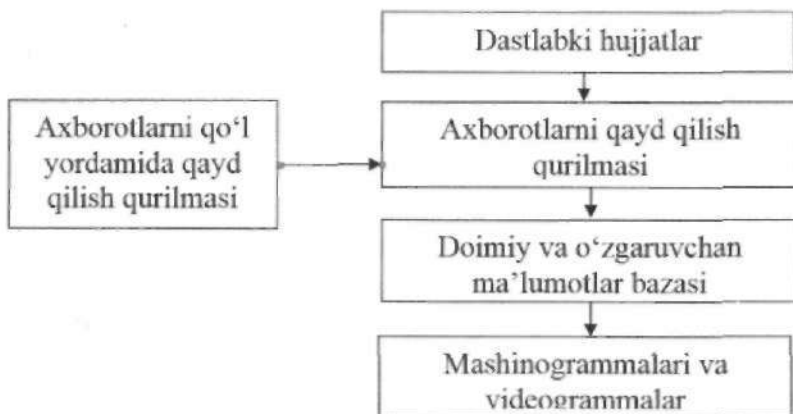 Dastlabki hujjatlar
Axborotlarni qo‘l
yordamida qayd
qilish qurilmasi
Axborotlarni qayd qilish
qurilmasi
Doimiy va o‘zgaruvchan
ma’lumotlar bazasi
Mashinogrammalari va
videogrammalar